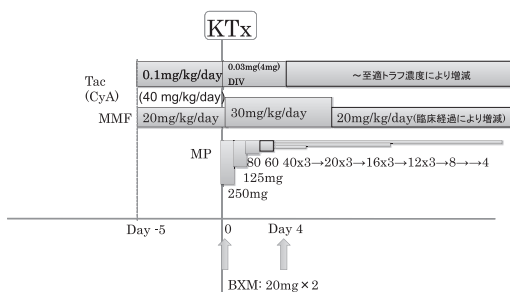 KTx
0.1mg/kg/day
0.03mg(4mg)
DIV
～至適トラフ濃度により増減
Tac
(CyA)
(40 mg/kg/day)
MMF
20mg/kg/day
30mg/kg/day
20mg/kg/day(臨床経過により増減)
MP
80 60 40x3→20x3→16x3→12x3→8→→4
125mg
250mg
Day -5
0
Day 4
BXM: 20mg×2